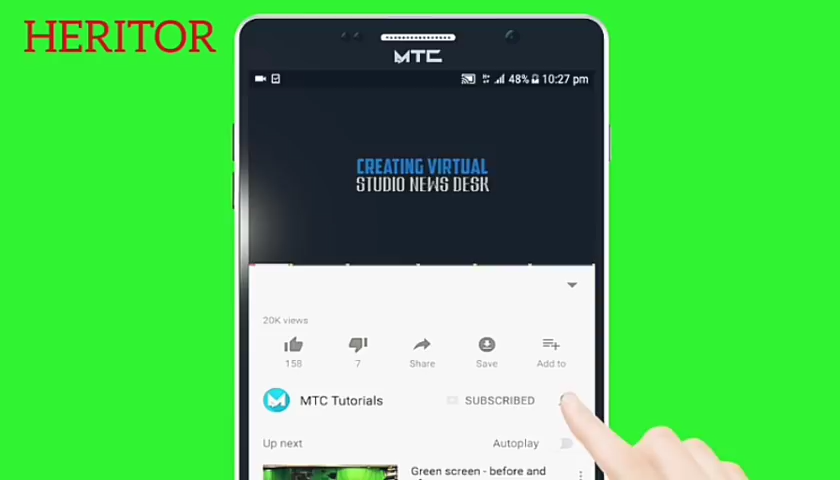 HERITOR
MTC
48% 10:27 pm
CREATING VIRTUAL
STUDIO NEWS DESK
20K views
158 7 Share Save Add to
MTC Tutorials SUBSCRIBED
Up next Autoplay
Green screen - before and